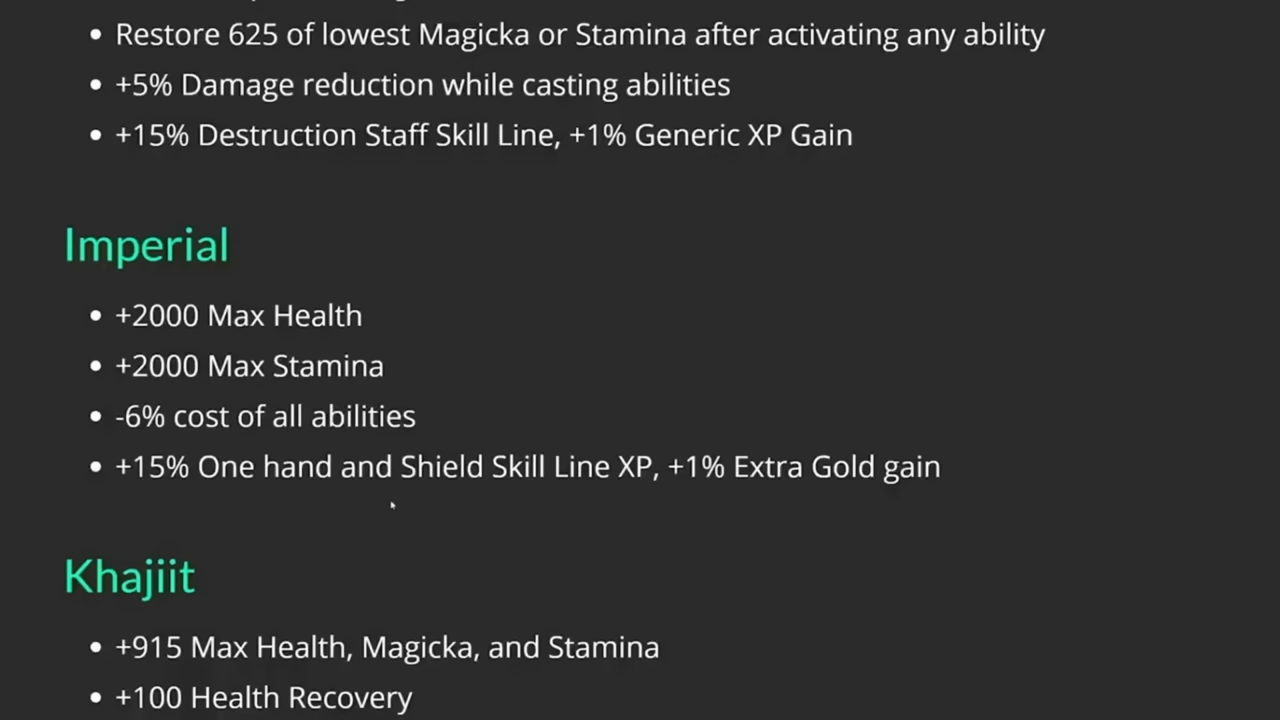 Restore 625 of lowest Magicka or Stamina after activating any ability
+5% Damage reduction while casting abilities
+15% Destruction Staff Skill Line, +1% Generic XP Gain
Imperial
+2000 Max Health
+2000 Max Stamina
-6% cost of all abilities
+15% One hand and Shield Skill Line XP, +1% Extra Gold gain
Khajiit
+915 Max Health, Magicka, and Stamina
+100 Health Recovery